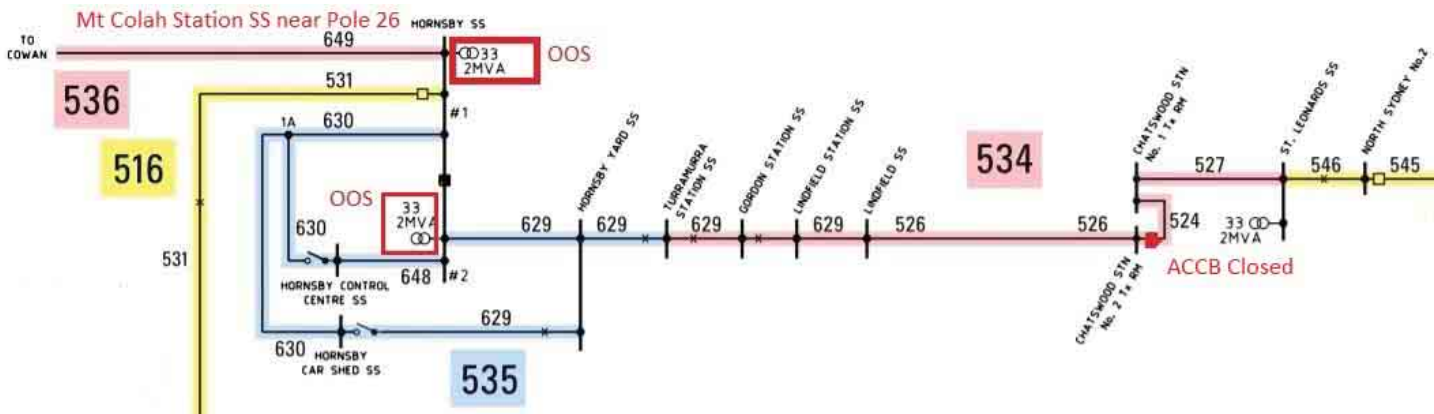 Mt Colah Station SS near Pole 26
HORNSBY SS
TO
COWAN
649
33
2MVA
OOS
536
531
#1
1A
630
516
OOS
33
2MVA
630
648
#2
HORNSBY CONTROL
CENTRE SS
531
630
HORNSBY
CAR SHED SS
629
535
629
HORNSBY YARD SS
629
TURRAMURRA
STATION SS
629
GORDON STATION SS
LINDFIELD STATION SS
629
LINDFIELD SS
526
534
526
CHATSWOOD STN
No. 1 Tx RM
527
524
CHATSWOOD STN
No. 2 Tx RM
ACCB Closed
ST. LEONARDS SS
33
2MVA
546
NORTH SYDNEY No.2
545